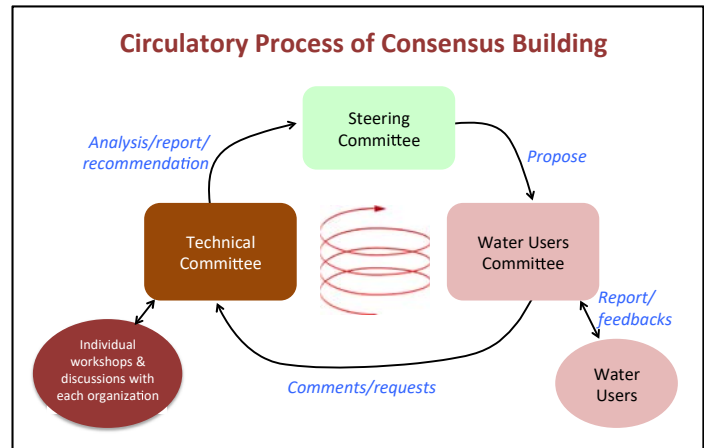 Circulatory Process of Consensus Building
Steering
Committee
Analysis/report/
recommendation
Propose
Technical
Committee
Water Users
Committee
Report/
feedbacks
Individual
workshops &
discussions with
each organization
Comments/requests
Water
Users